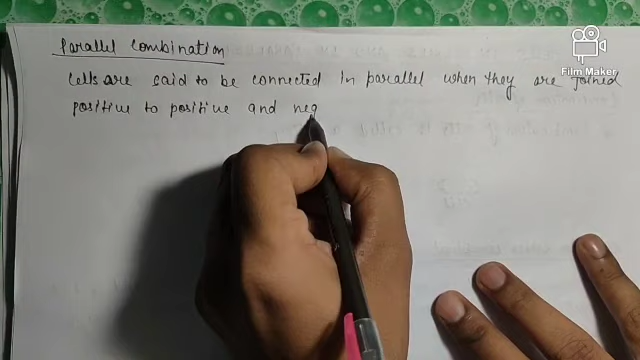 Parallel Combination
Cells are said to be connected in parallel when they are joined
positive to positive and neg
Film Maker